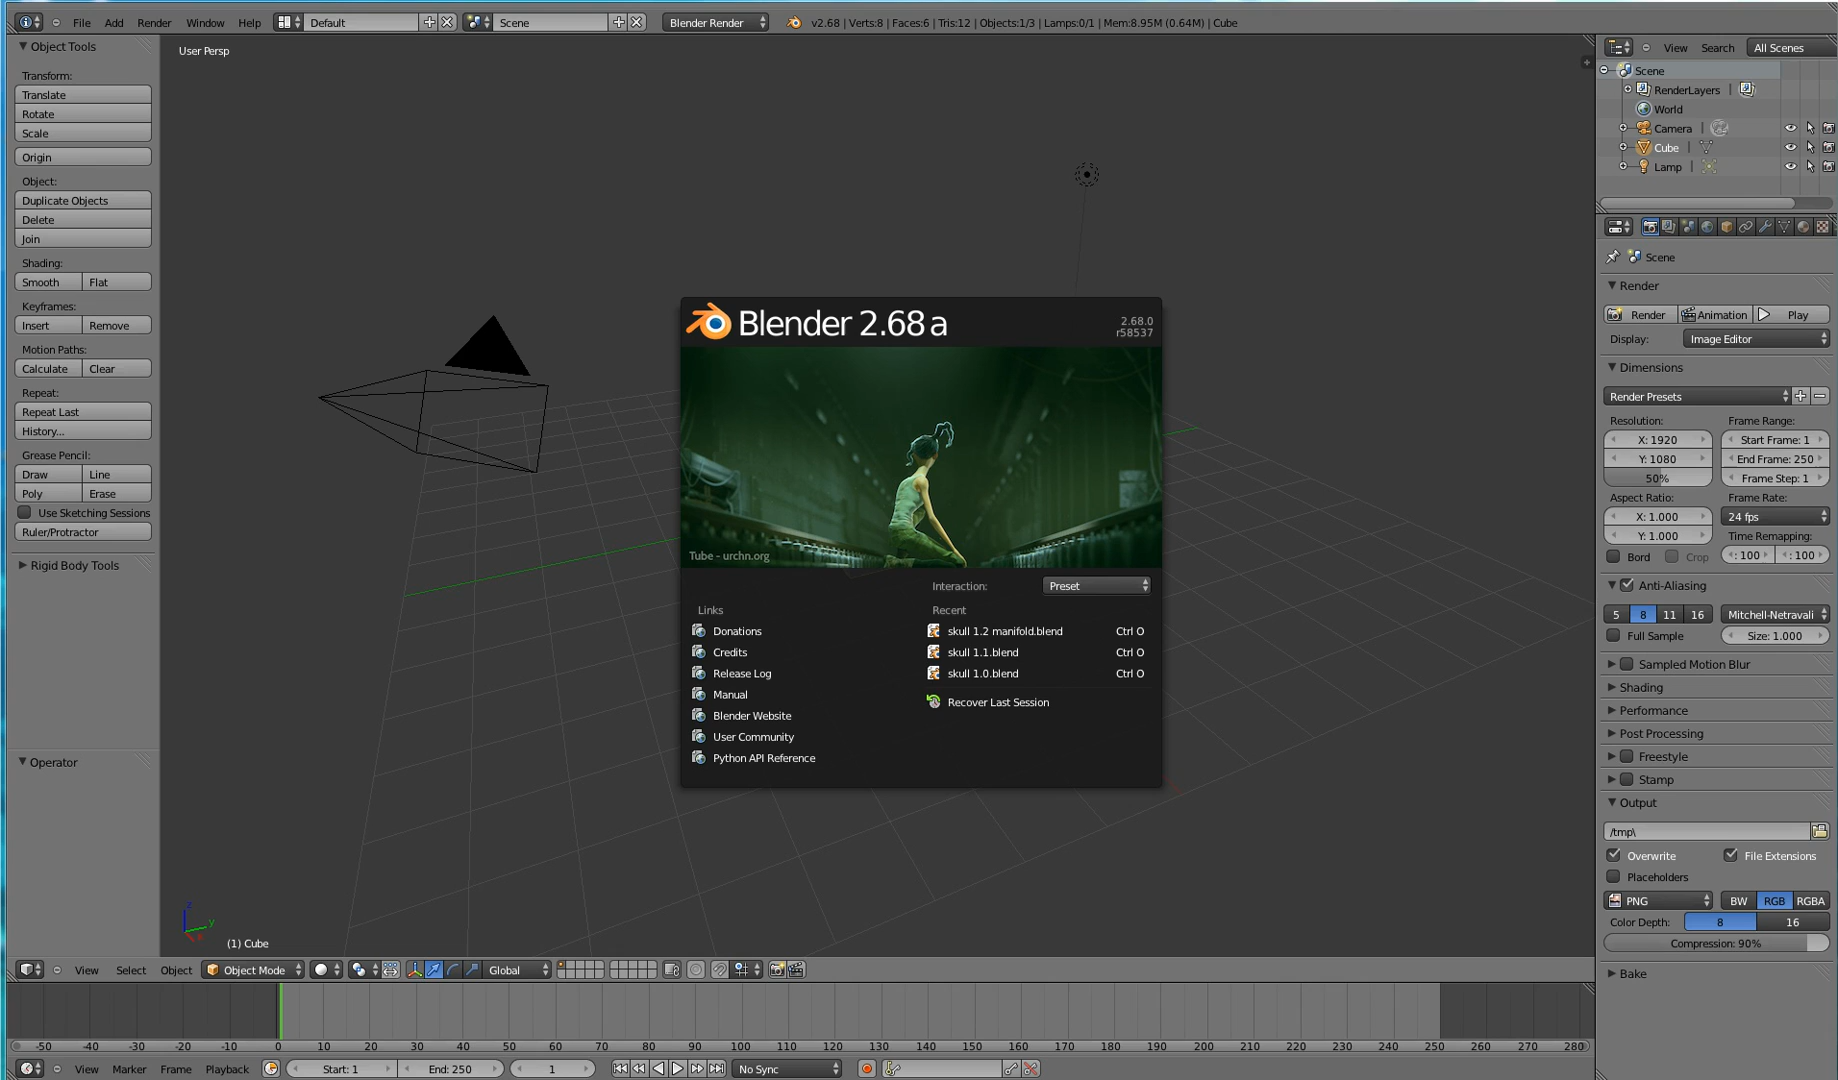 File Add Render Window Help Default Scene Blender Render v2.68 | Verts:8 | Faces:6 | Tris:12 | Objects:1/3 | Lamps:0/1 | Mem:8.95M (0.64M) | Cube
Object Tools
Transform:
Translate
Rotate
Scale
Origin
Object:
Duplicate Objects
Delete
Join
Shading:
Smooth Flat
Keyframes:
Insert Remove
Motion Paths:
Calculate Clear
Repeat:
Repeat Last
History...
Grease Pencil:
Draw Line
Poly Erase
Use Sketching Sessions
Ruler/Protractor
Rigid Body Tools
Operator
User Persp
Blender 2.68a
2.68.0
r58537
Tube - urchn.org
Interaction: Preset
Links
Donations
Credits
Release Log
Manual
Blender Website
User Community
Python API Reference
Recent
skull 1.2 manifold.blend Ctrl O
skull 1.1.blend Ctrl O
skull 1.0.blend Ctrl O
Recover Last Session
z
y
x
(1) Cube
View Select Object Object Mode Global
-50 -40 -30 -20 -10 0 10 20 30 40 50 60 70 80 90 100 110 120 130 140 150 160 170 180 190 200 210 220 230 240 250 260 270 280
View Marker Frame Playback Start: 1 End: 250 1 No Sync
View Search All Scenes
Scene
RenderLayers |
World
Camera |
Cube |
Lamp |
Scene
Render
Render Animation Play
Display: Image Editor
Dimensions
Render Presets
Resolution: Frame Range:
X: 1920 Start Frame: 1
Y: 1080 End Frame: 250
50% Frame Step: 1
Aspect Ratio: Frame Rate:
X: 1.000 24 fps
Y: 1.000 Time Remapping:
Bord Crop : 100 : 100
Anti-Aliasing
5 8 11 16 Mitchell-Netravali
Full Sample Size: 1.000
Sampled Motion Blur
Shading
Performance
Post Processing
Freestyle
Stamp
Output
/tmp\
Overwrite File Extensions
Placeholders
PNG BW RGB RGBA
Color Depth: 8 16
Compression: 90%
Bake